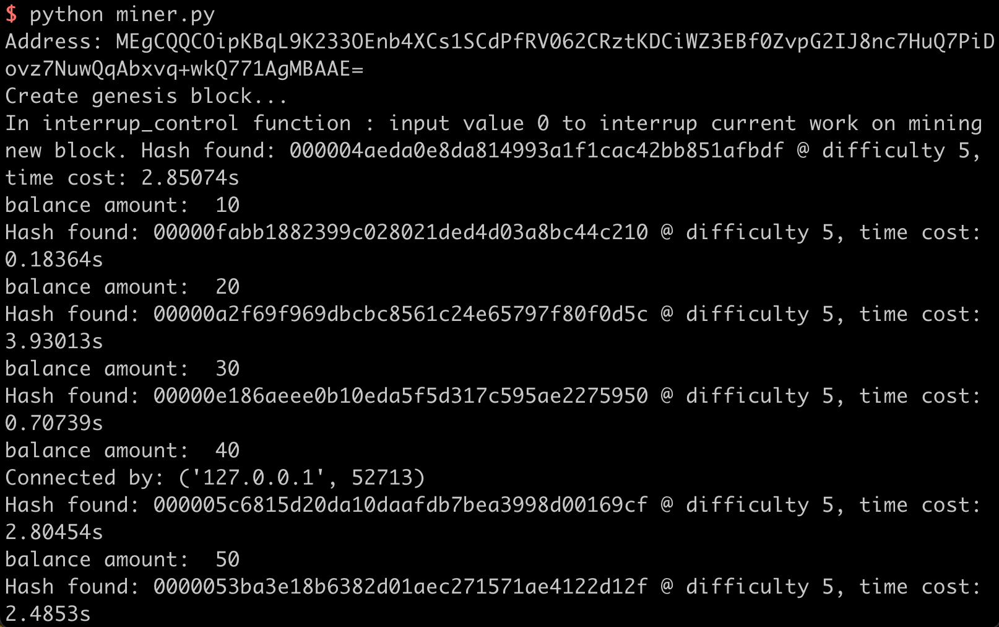 $ python miner.py
Address: MEgCQQCOipKBqL9K233OEnb4XCs1SCdPfRV062CRztKDCiWZ3EBf0ZvpG2IJ8nc7HuQ7PiD
ovz7NuwQqAbxvq+wkQ771AgMBAAE=
Create genesis block...
In interrup_control function : input value 0 to interrup current work on mining
new block. Hash found: 000004aeda0e8da814993a1f1cac42bb851afbdf @ difficulty 5,
time cost: 2.85074s
balance amount:  10
Hash found: 00000fabb1882399c028021ded4d03a8bc44c210 @ difficulty 5, time cost:
0.18364s
balance amount:  20
Hash found: 00000a2f69f969dbcbc8561c24e65797f80f0d5c @ difficulty 5, time cost:
3.93013s
balance amount:  30
Hash found: 00000e186aeee0b10eda5f5d317c595ae2275950 @ difficulty 5, time cost:
0.70739s
balance amount:  40
Connected by: ('127.0.0.1', 52713)
Hash found: 000005c6815d20da10daafdb7bea3998d00169cf @ difficulty 5, time cost:
2.80454s
balance amount:  50
Hash found: 0000053ba3e18b6382d01aec271571ae4122d12f @ difficulty 5, time cost:
2.4853s